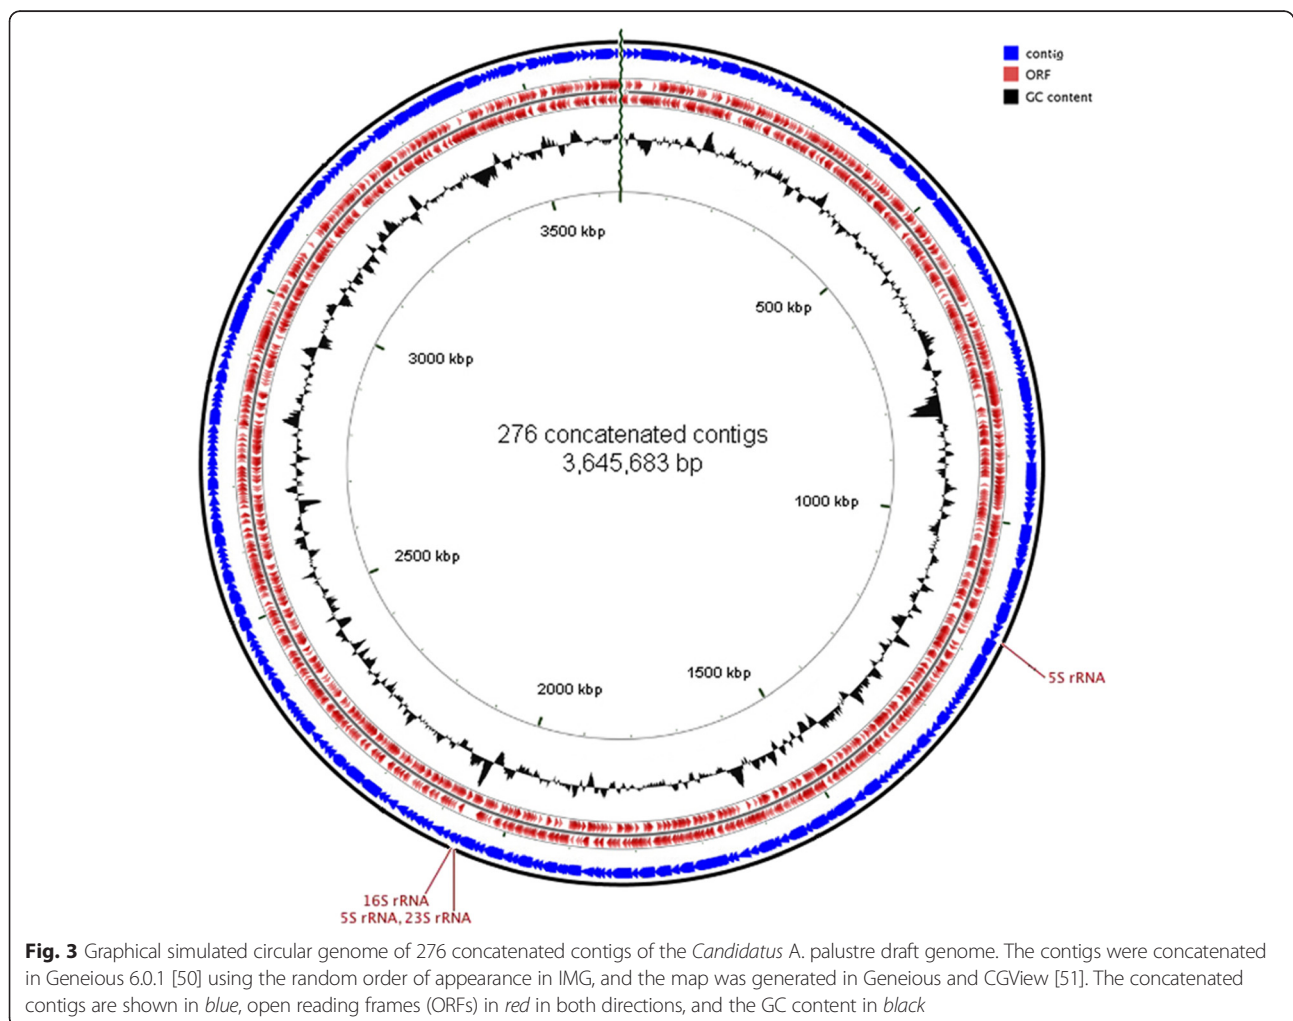 contig
ORF
GC content
3500 kbp
500 kbp
3000 kbp
276 concatenated contigs
3,645,683 bp
1000 kbp
2500 kbp
1500 kbp
2000 kbp
5S rRNA
16S rRNA
5S rRNA, 23S rRNA
Fig. 3 Graphical simulated circular genome of 276 concatenated contigs of the Candidatus A. palustre draft genome. The contigs were concatenated
in Geneious 6.0.1 [50] using the random order of appearance in IMG, and the map was generated in Geneious and CGView [51]. The concatenated
contigs are shown in blue, open reading frames (ORFs) in red in both directions, and the GC content in black